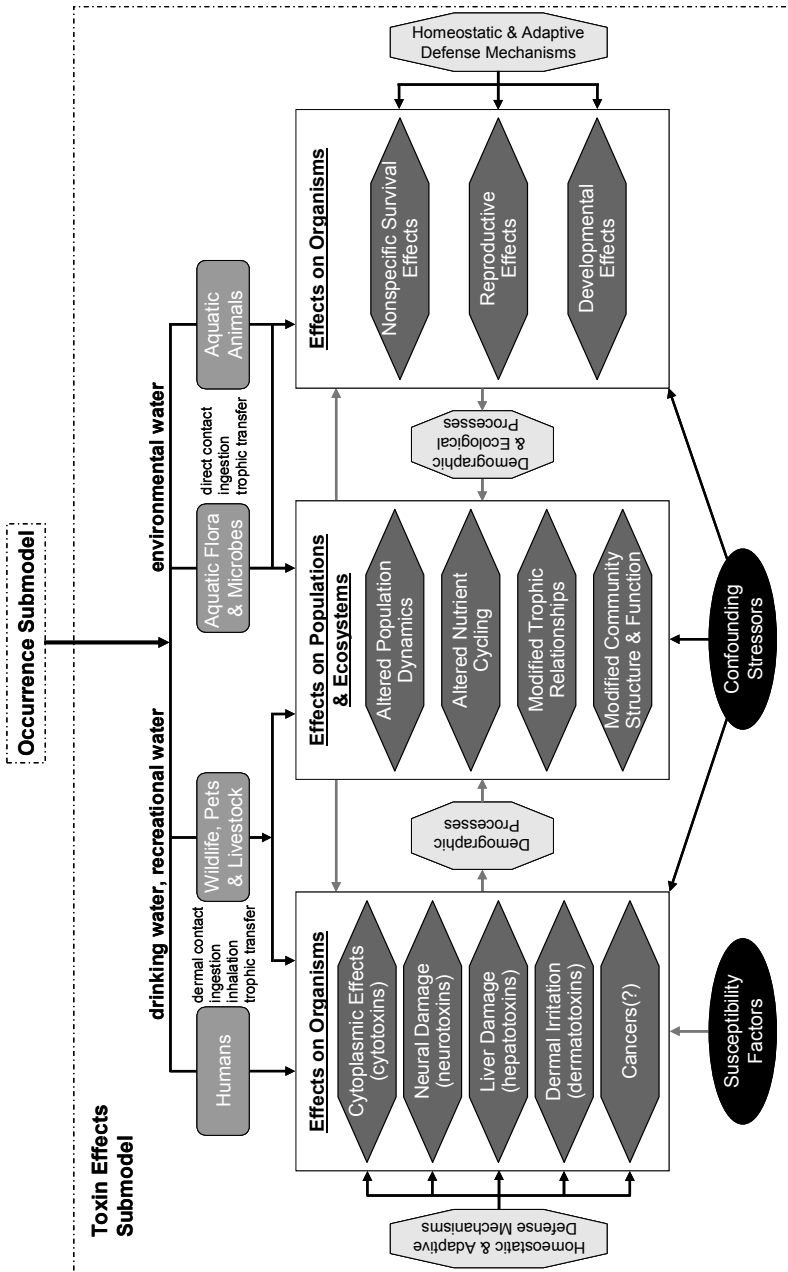 Occurrence Submodel
Toxin Effects
Submodel
drinking water, recreational water
environmental water
Humans
dermal contact
ingestion
inhalation
trophic transfer
Wildlife, Pets
& Livestock
Aquatic Flora
& Microbes
direct contact
ingestion
trophic transfer
Aquatic
Animals
Homeostatic & Adaptive
Defense Mechanisms
Effects on Organisms
Cytoplasmic Effects
(cytotoxins)
Neural Damage
(neurotoxins)
Liver Damage
(hepatotoxins)
Dermal Irritation
(dermatotoxins)
Cancers(?)
Demographic
Processes
Effects on Populations
& Ecosystems
Altered Population
Dynamics
Altered Nutrient
Cycling
Modified Trophic
Relationships
Modified Community
Structure & Function
Demographic
& Ecological
Processes
Effects on Organisms
Nonspecific Survival
Effects
Reproductive
Effects
Developmental
Effects
Homeostatic & Adaptive
Defense Mechanisms
Susceptibility
Factors
Confounding
Stressors